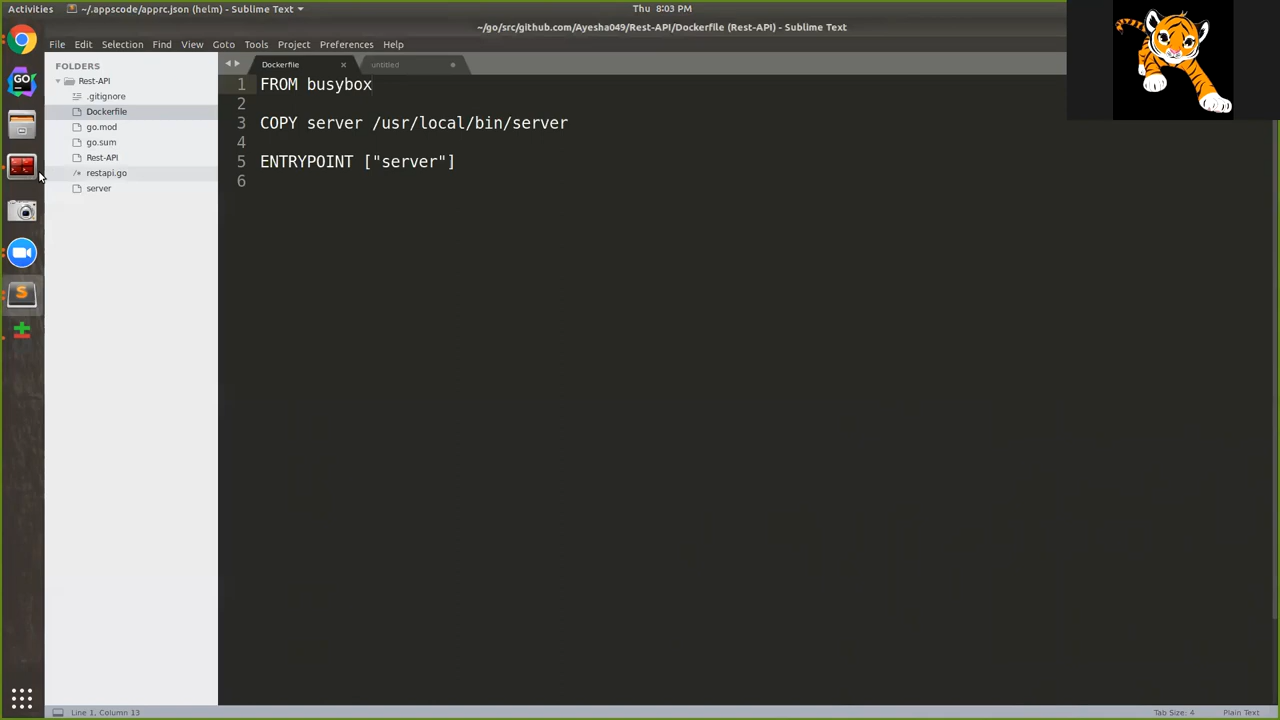 Activities
~/.appscode/apprc.json (helm) - Sublime Text
Thu 8:03 PM
~/go/src/github.com/Ayesha049/Rest-API/Dockerfile (Rest-API) - Sublime Text
File Edit Selection Find View Goto Tools Project Preferences Help
FOLDERS
Rest-API
.gitignore
Dockerfile
go.mod
go.sum
Rest-API
/* restapi.go
server
GO
S
Dockerfile
untitled
1 FROM busybox
2
3 COPY server /usr/local/bin/server
4
5 ENTRYPOINT ["server"]
6
Line 1, Column 13
Tab Size: 4
Plain Text